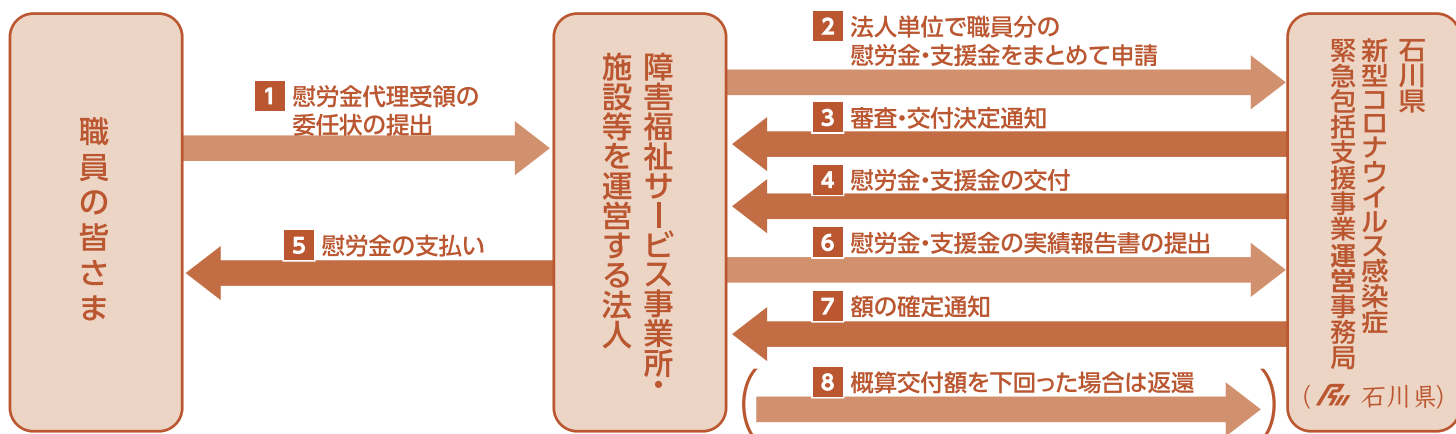 職員の皆さま
1 慰労金代理受領の
委任状の提出
5 慰労金の支払い
障害福祉サービス事業所・
施設等を運営する法人
2 法人単位で職員分の
慰労金・支援金をまとめて申請
3 審査・交付決定通知
4 慰労金・支援金の交付
6 慰労金・支援金の実績報告書の提出
7 額の確定通知
(8 概算交付額を下回った場合は返還)
石川県
新型コロナウイルス感染症
緊急包括支援事業運営事務局
(石川県)